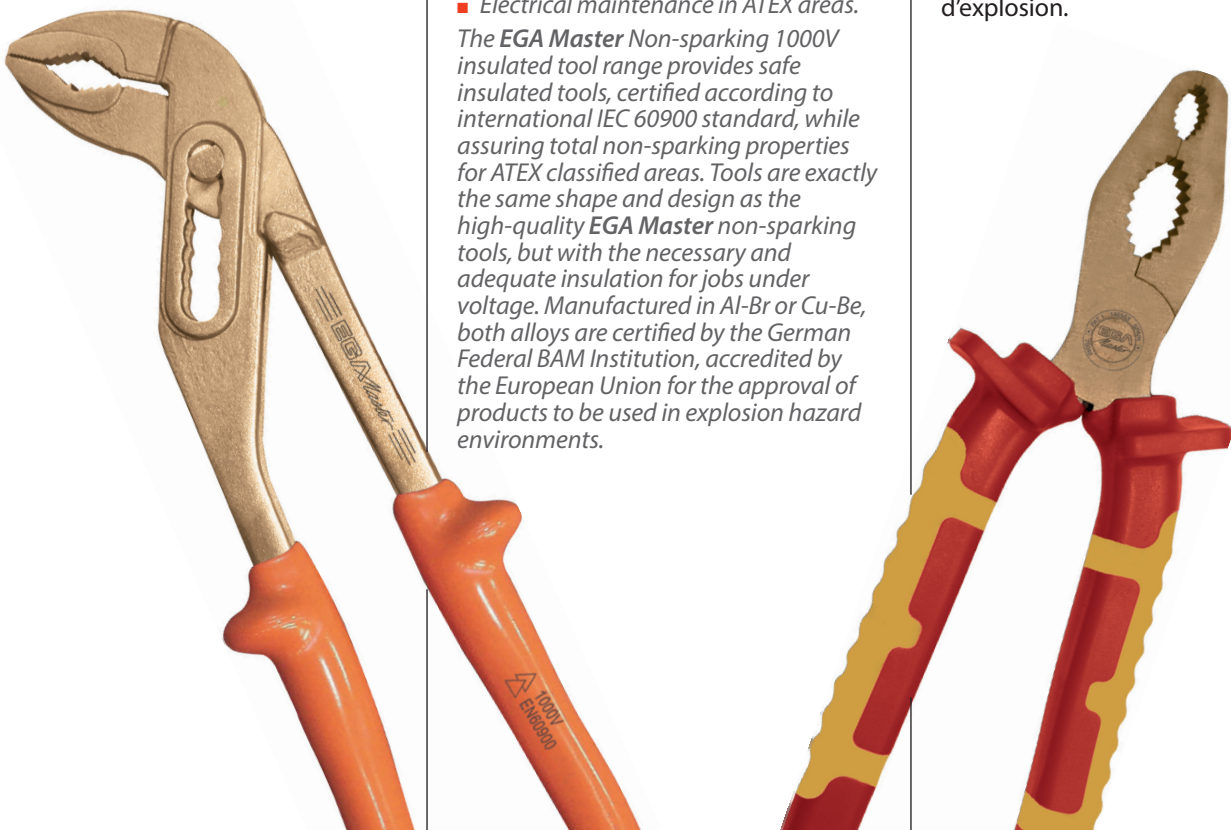 Electrical maintenance in ATEX areas.
The EGA Master Non-sparking 1000V
insulated tool range provides safe
insulated tools, certified according to
international IEC 60900 standard, while
assuring total non-sparking properties
for ATEX classified areas. Tools are exactly
the same shape and design as the
high-quality EGA Master non-sparking
tools, but with the necessary and
adequate insulation for jobs under
voltage. Manufactured in Al-Br or Cu-Be,
both alloys are certified by the German
Federal BAM Institution, accredited by
the European Union for the approval of
products to be used in explosion hazard
environments.
d’explosion.
EGA Master
1000V
EN60900
EGA
Master